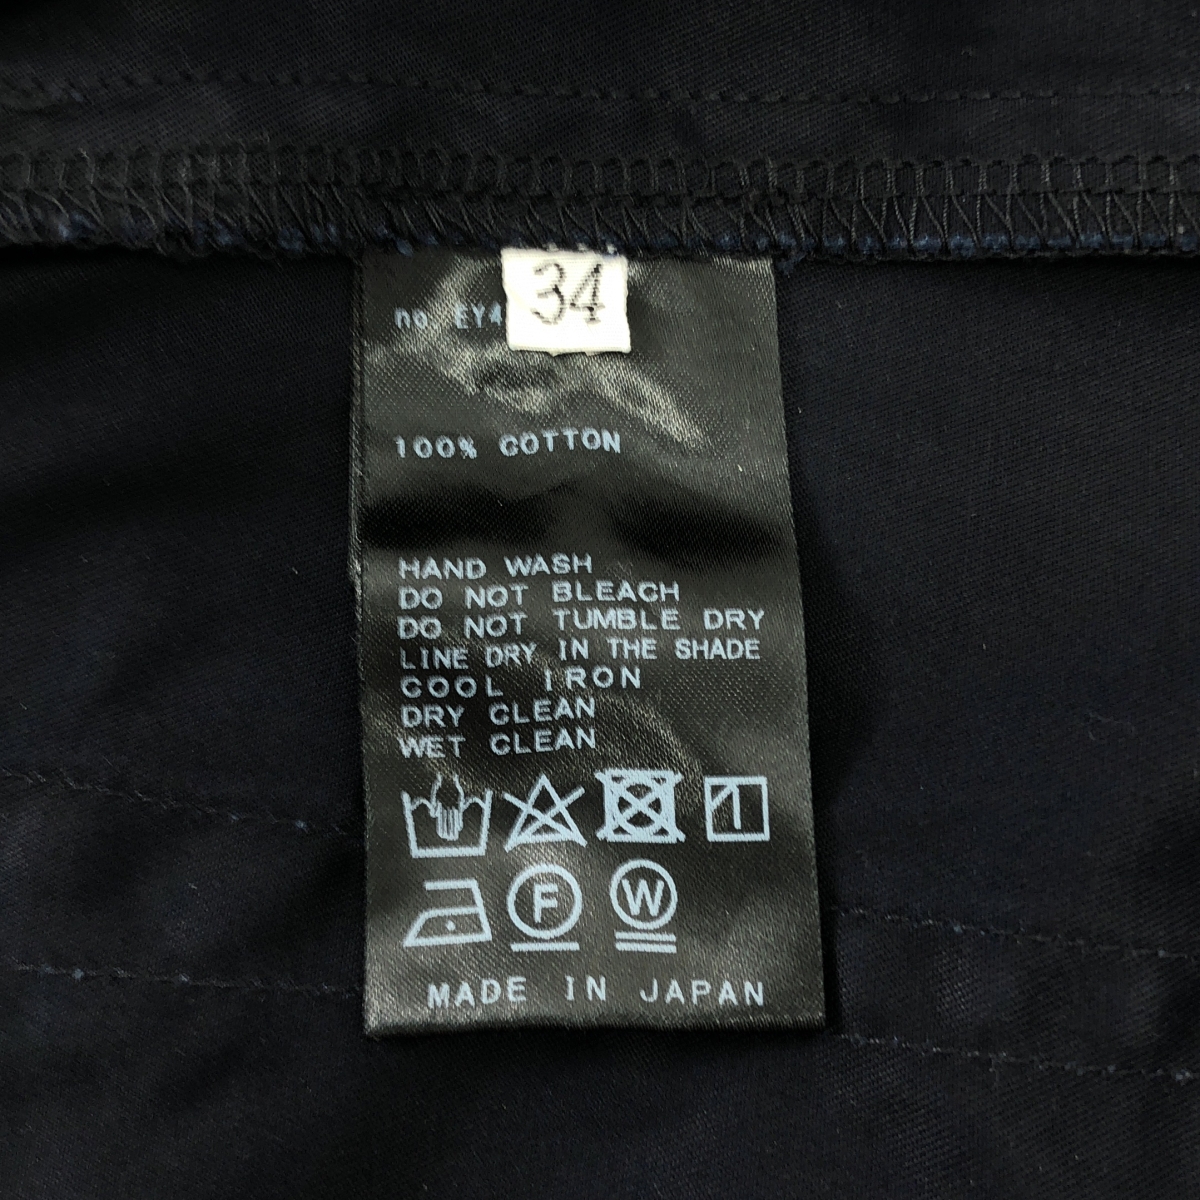 34
no EY4
100% COTTON
HAND WASH
DO NOT BLEACH
DO NOT TUMBLE DRY
LINE DRY IN THE SHADE
COOL IRON
DRY CLEAN
WET CLEAN
F W
MADE IN JAPAN